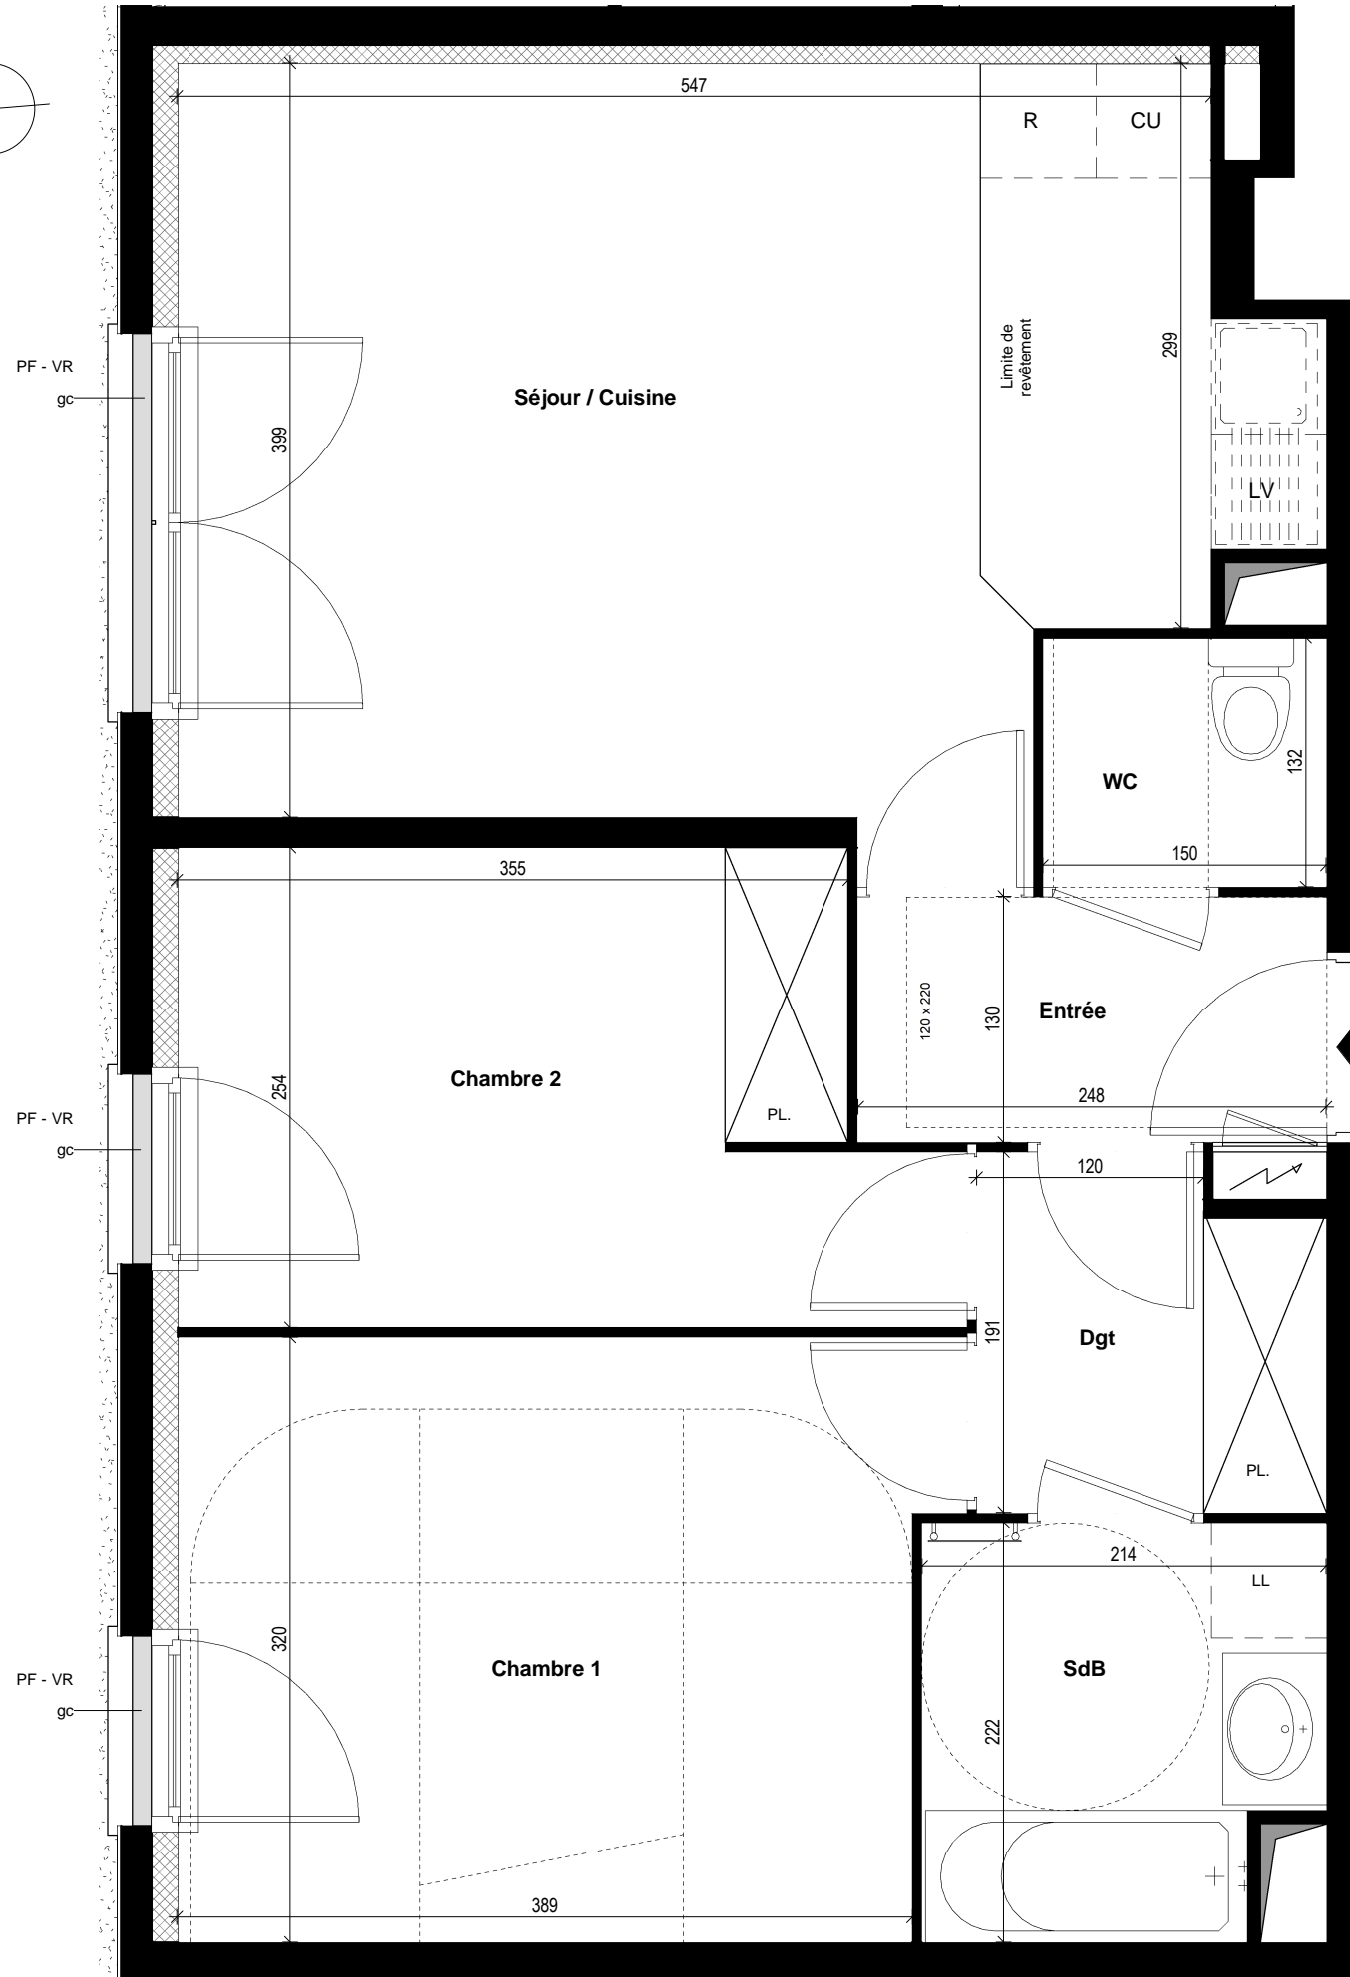 547
R
CU
Limite de
revêtement
299
PF - VR
gc
Séjour / Cuisine
399
LV
WC
132
150
355
120 x 220
130
Entrée
Chambre 2
254
PL.
248
PF - VR
gc
120
191
Dgt
PL.
214
LL
320
Chambre 1
SdB
PF - VR
gc
222
389